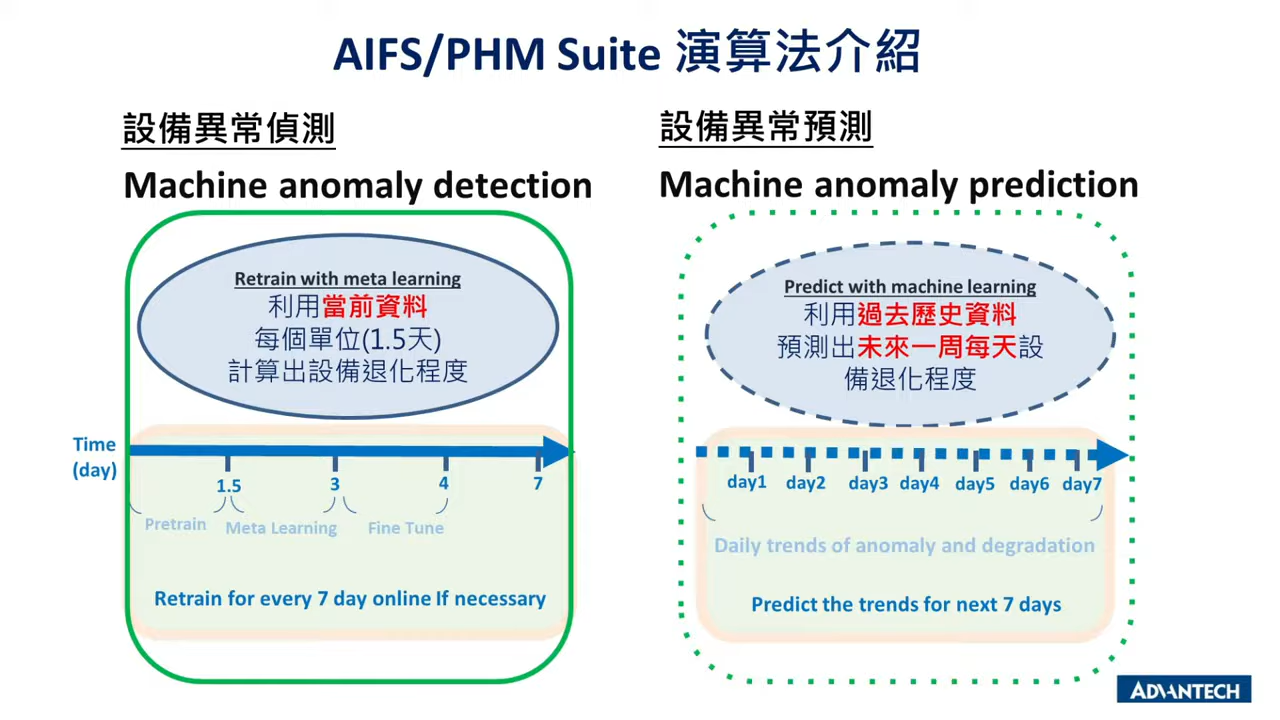 AIFS/PHM Suite 演算法介紹
設備異常偵測
Machine anomaly detection
Retrain with meta learning
利用當前資料
每個單位(1.5天)
計算出設備退化程度
Time
(day)
1.5
3
4
7
Pretrain
Meta Learning
Fine Tune
Retrain for every 7 day online If necessary
設備異常預測
Machine anomaly prediction
Predict with machine learning
利用過去歷史資料
預測出未來一周每天設
備退化程度
day1
day2
day3
day4
day5
day6
day7
Daily trends of anomaly and degradation
Predict the trends for next 7 days
ADVANTECH